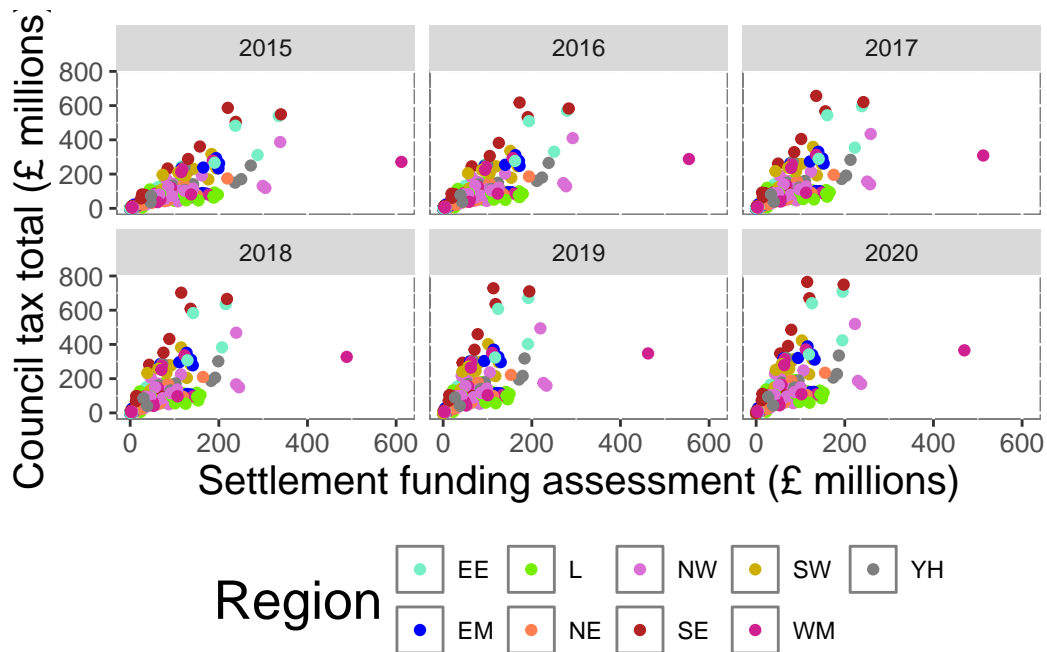 Council tax total (£ millions)
2015 2016 2017
800
600
400
200
0
2018 2019 2020
800
600
400
200
0
0 200 400 600 0 200 400 600 0 200 400 600
Settlement funding assessment (£ millions)
Region
EE L NW SW YH
EM NE SE WM